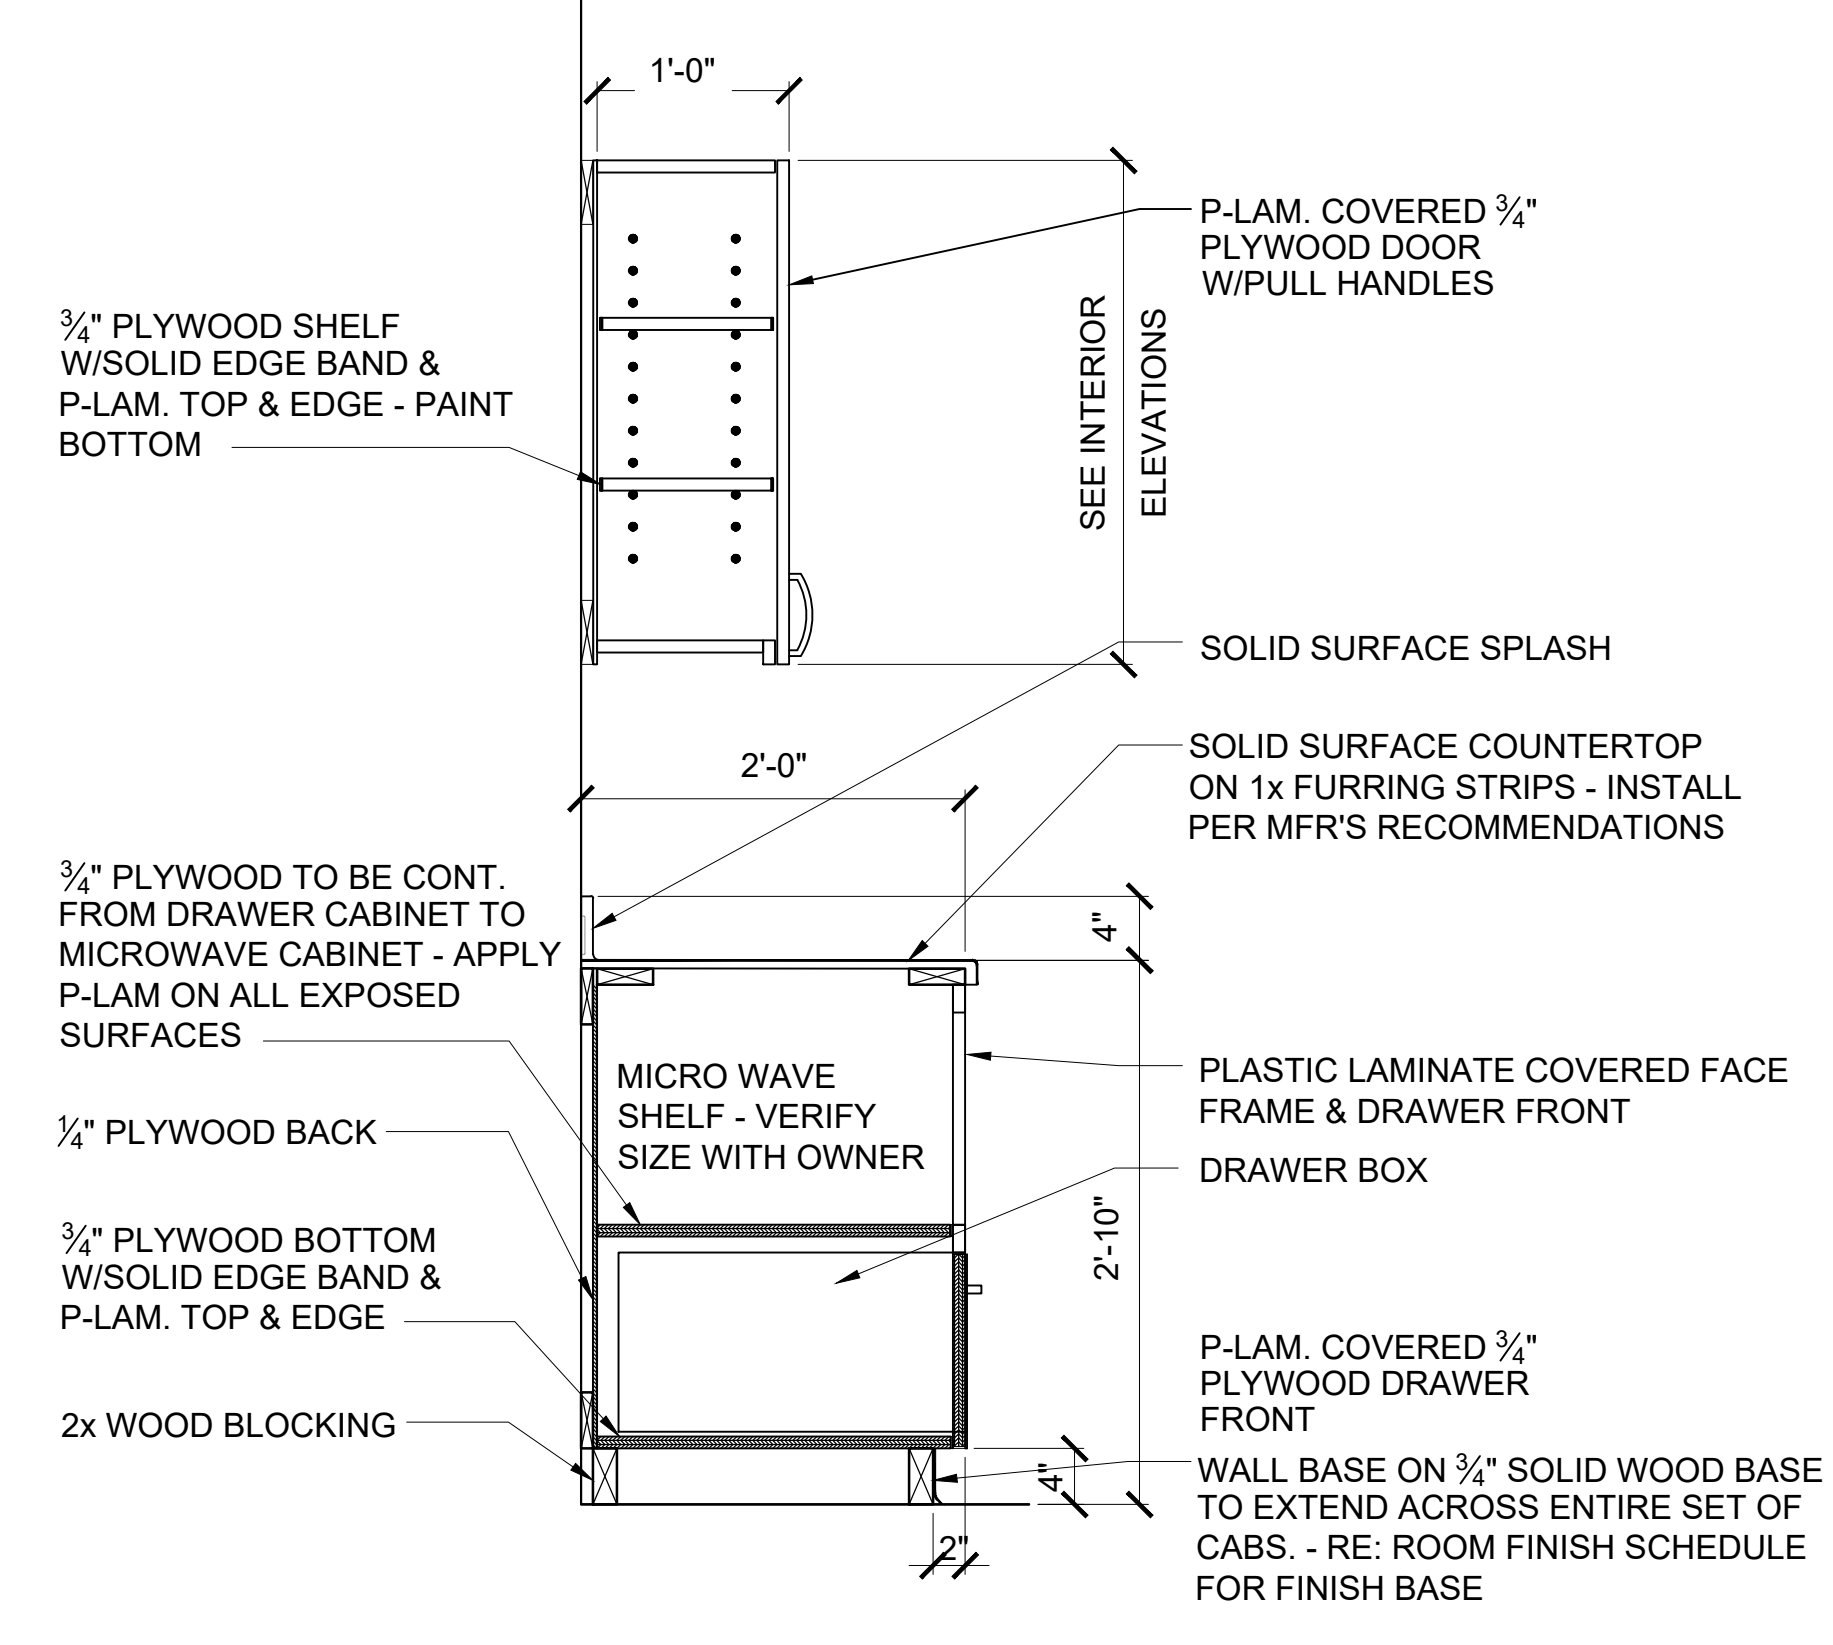 1'-0"
P-LAM. COVERED ¾"
PLYWOOD DOOR
W/PULL HANDLES
¾" PLYWOOD SHELF
W/SOLID EDGE BAND &
P-LAM. TOP & EDGE - PAINT
BOTTOM
SEE INTERIOR
ELEVATIONS
SOLID SURFACE SPLASH
2'-0"
SOLID SURFACE COUNTERTOP
ON 1x FURRING STRIPS - INSTALL
PER MFR'S RECOMMENDATIONS
¾" PLYWOOD TO BE CONT.
FROM DRAWER CABINET TO
MICROWAVE CABINET - APPLY
P-LAM ON ALL EXPOSED
SURFACES
4"
MICRO WAVE
SHELF - VERIFY
SIZE WITH OWNER
PLASTIC LAMINATE COVERED FACE
FRAME & DRAWER FRONT
¼" PLYWOOD BACK
DRAWER BOX
2'-10"
¾" PLYWOOD BOTTOM
W/SOLID EDGE BAND &
P-LAM. TOP & EDGE
P-LAM. COVERED ¾"
PLYWOOD DRAWER
FRONT
2x WOOD BLOCKING
4"
WALL BASE ON ¾" SOLID WOOD BASE
TO EXTEND ACROSS ENTIRE SET OF
CABS. - RE: ROOM FINISH SCHEDULE
FOR FINISH BASE
2"